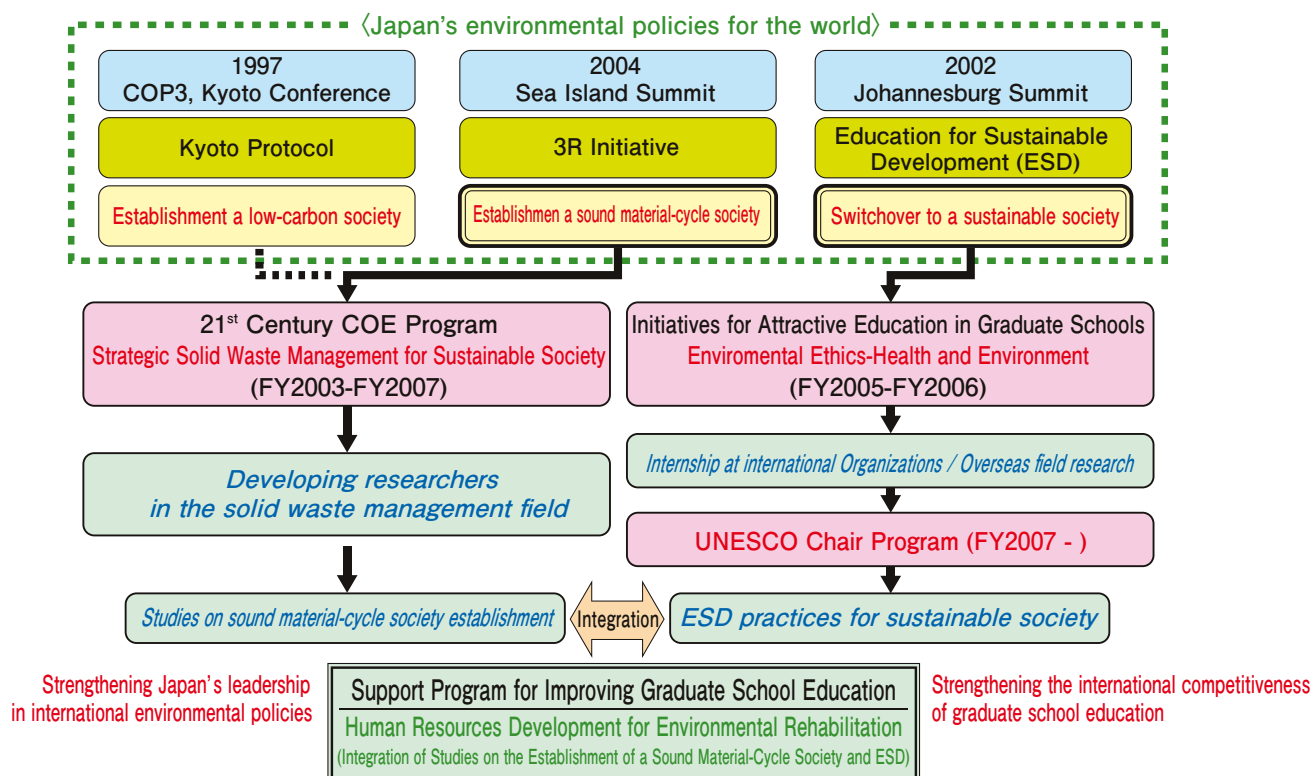 〈Japan's environmental policies for the world〉
1997
COP3, Kyoto Conference
2004
Sea Island Summit
2002
Johannesburg Summit
Kyoto Protocol
3R Initiative
Education for Sustainable
Development (ESD)
Establishment a low-carbon society
Establishmen a sound material-cycle society
Switchover to a sustainable society
21st Century COE Program
Strategic Solid Waste Management for Sustainable Society
(FY2003-FY2007)
Initiatives for Attractive Education in Graduate Schools
Enviromental Ethics-Health and Environment
(FY2005-FY2006)
Developing researchers
in the solid waste management field
Internship at international Organizations / Overseas field research
UNESCO Chair Program (FY2007 - )
Studies on sound material-cycle society establishment
Integration
ESD practices for sustainable society
Strengthening Japan's leadership
in international environmental policies
Support Program for Improving Graduate School Education
Human Resources Development for Environmental Rehabilitation
(Integration of Studies on the Establishment of a Sound Material-Cycle Society and ESD)
Strengthening the international competitiveness
of graduate school education